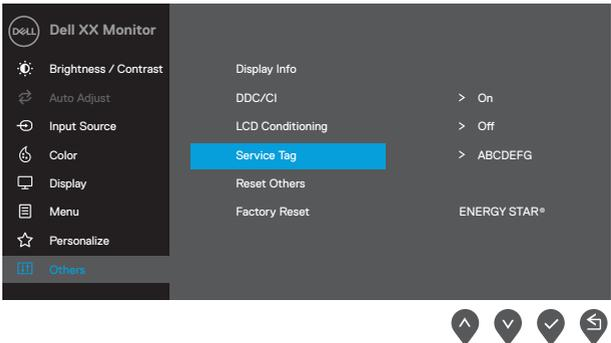 DELL Dell XX Monitor
Brightness / Contrast
Display Info
Auto Adjust
DDC/CI > On
Input Source
LCD Conditioning > Off
Color
Service Tag > ABCDEFG
Display
Reset Others
Menu
Factory Reset ENERGY STAR®
Personalize
Others